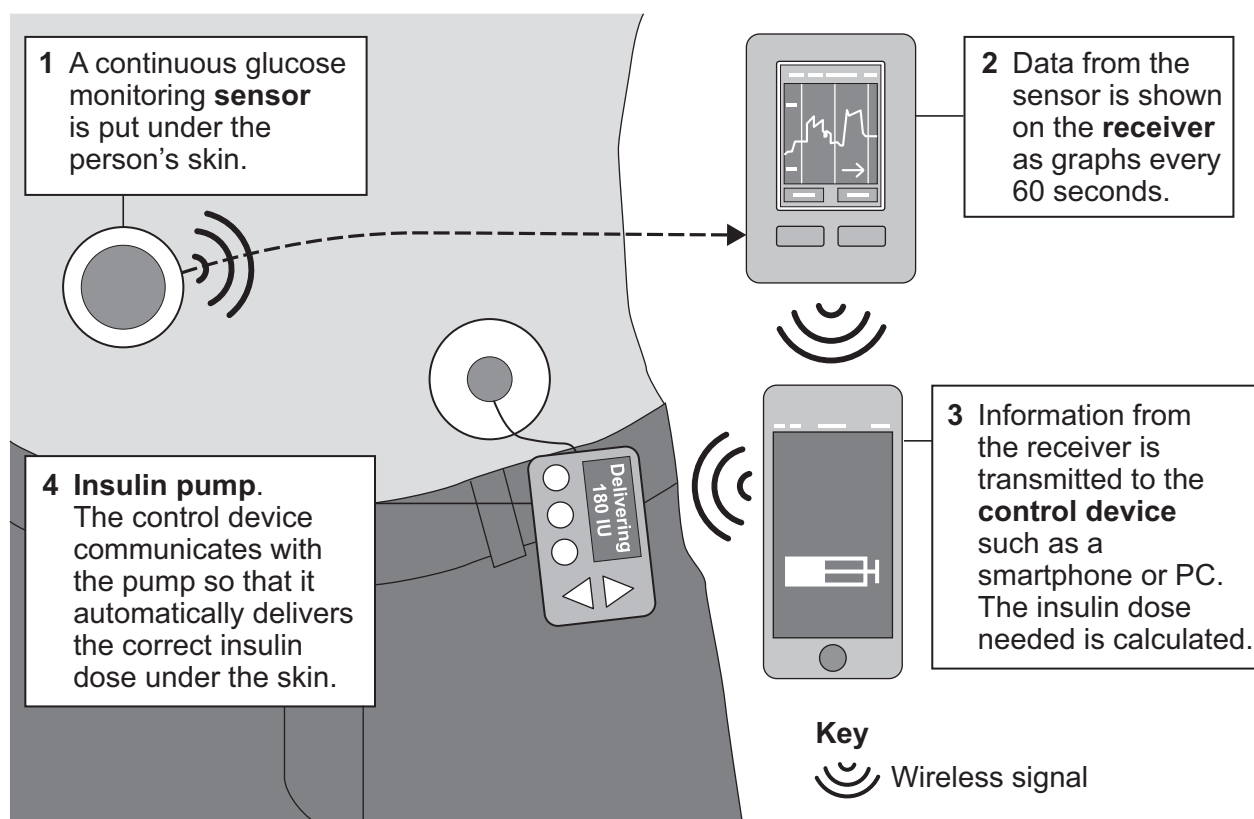 1 A continuous glucose
monitoring sensor
is put under the
person's skin.
2 Data from the
sensor is shown
on the receiver
as graphs every
60 seconds.
3 Information from
the receiver is
transmitted to the
control device
such as a
smartphone or PC.
The insulin dose
needed is calculated.
4 Insulin pump.
The control device
communicates with
the pump so that it
automatically delivers
the correct insulin
dose under the skin.
Delivering
180 IU
Key
Wireless signal